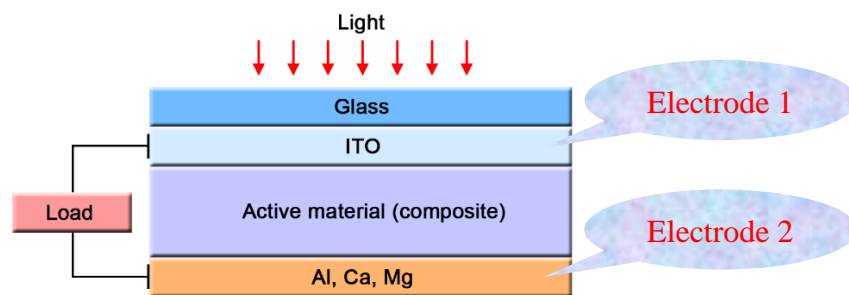 Light
Glass
Electrode 1
ITO
Load
Active material (composite)
Electrode 2
Al, Ca, Mg